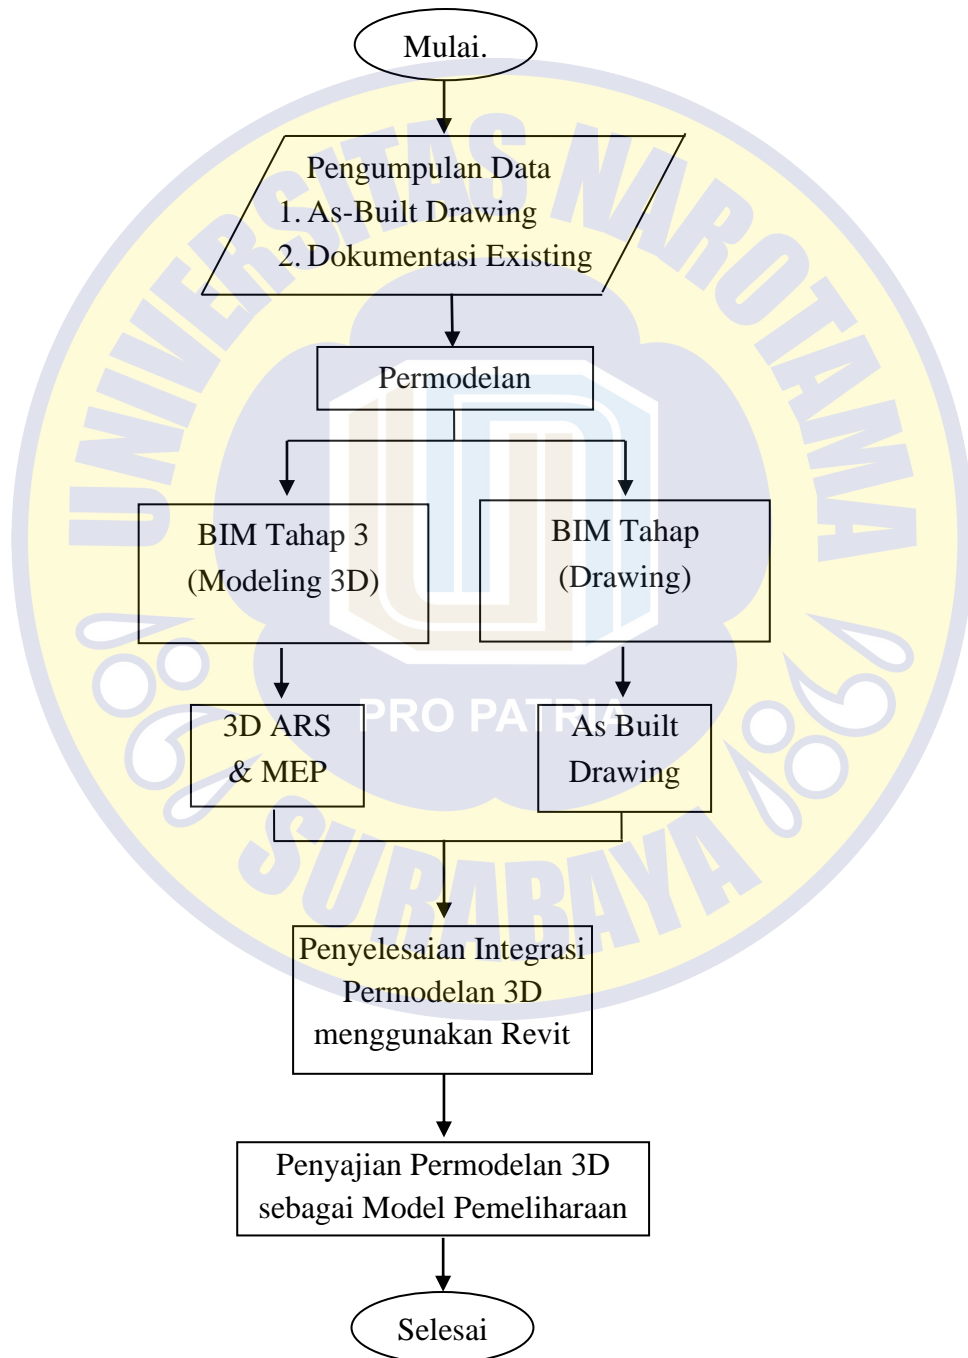 Mulai.
Pengumpulan Data
1. As-Built Drawing
2. Dokumentasi Existing
Permodelan
BIM Tahap 3
(Modeling 3D)
BIM Tahap
(Drawing)
3D ARS
& MEP
As Built
Drawing
Penyelesaian Integrasi
Permodelan 3D
menggunakan Revit
Penyajian Permodelan 3D
sebagai Model Pemeliharaan
Selesai
UNIVERSITAS NAROTAMA
PRO PATRIA
SURABAYA